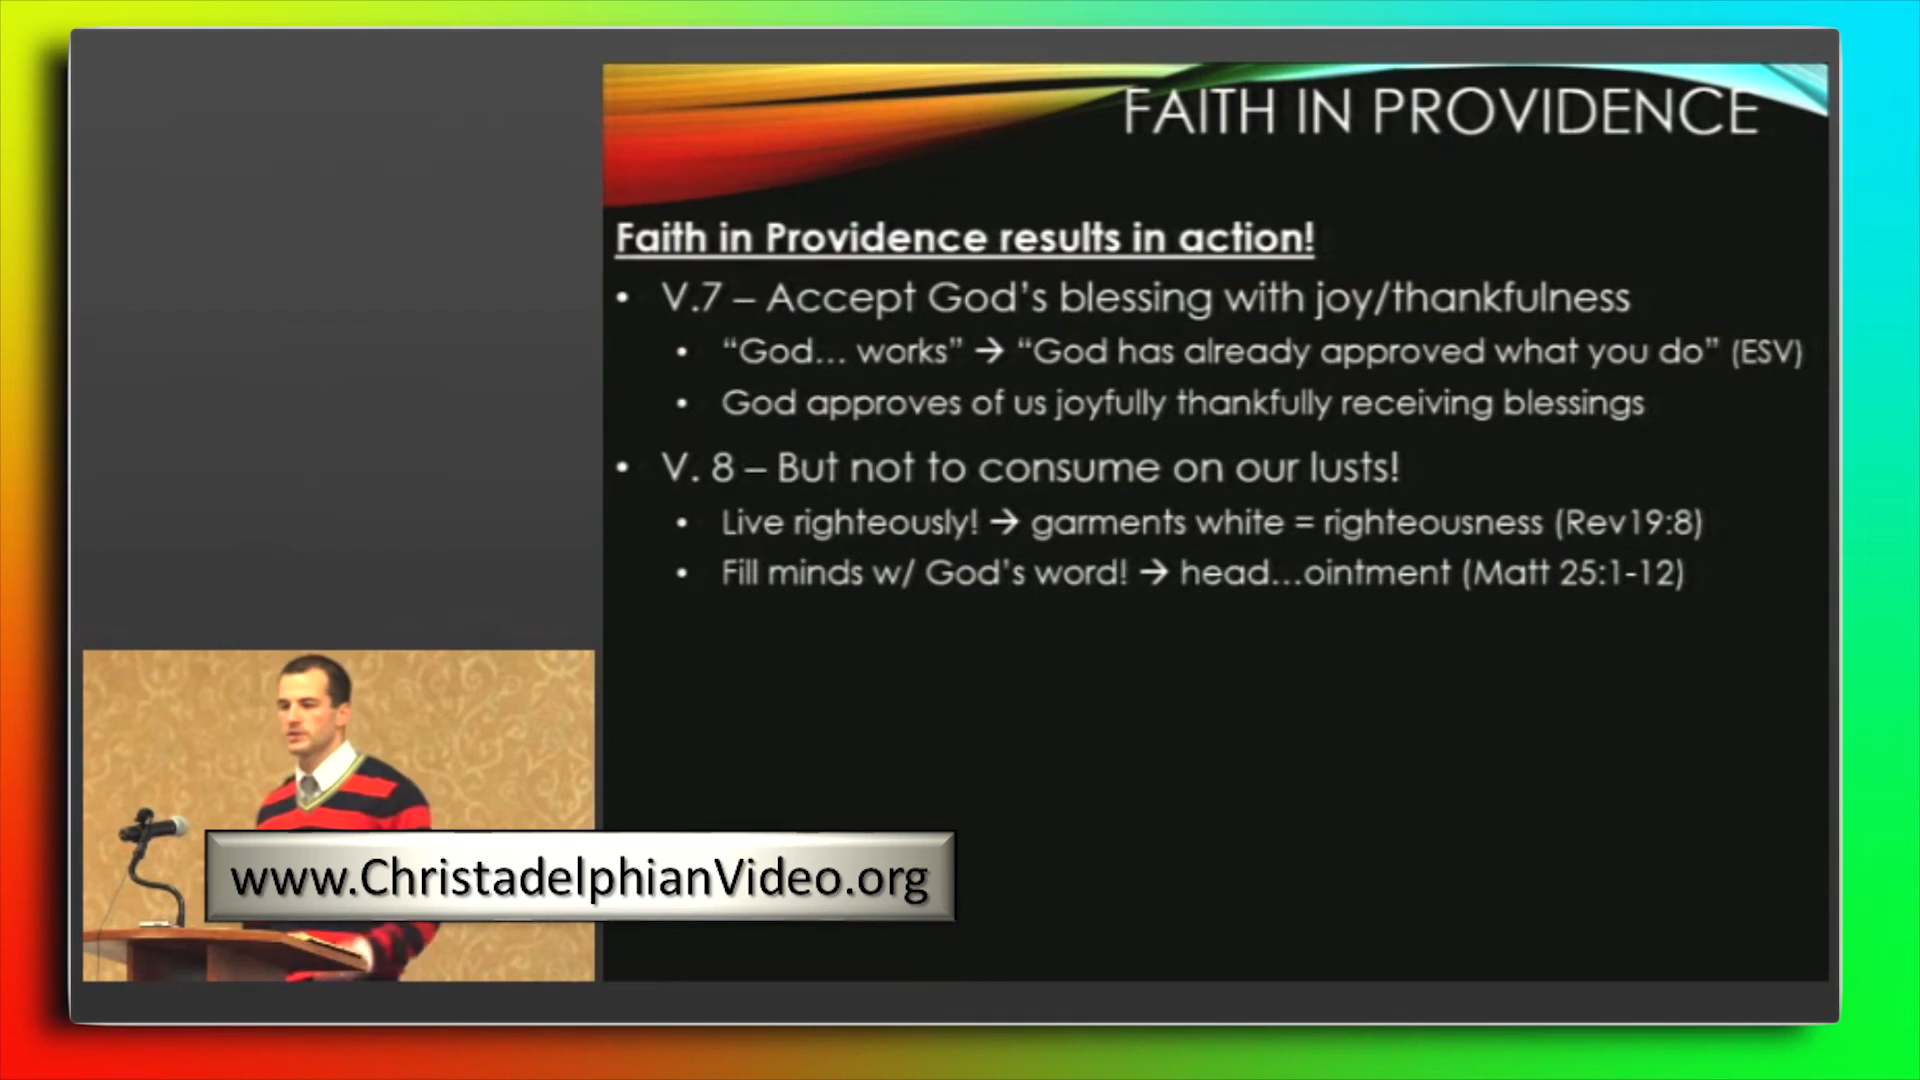 FAITH IN PROVIDENCE
Faith in Providence results in action!
• V.7 – Accept God's blessing with joy/thankfulness
• “God... works” → “God has already approved what you do” (ESV)
• God approves of us joyfully thankfully receiving blessings
• V. 8 – But not to consume on our lusts!
• Live righteously! → garments white = righteousness (Rev19:8)
• Fill minds w/ God's word! → head...ointment (Matt 25:1-12)
www.ChristadelphianVideo.org